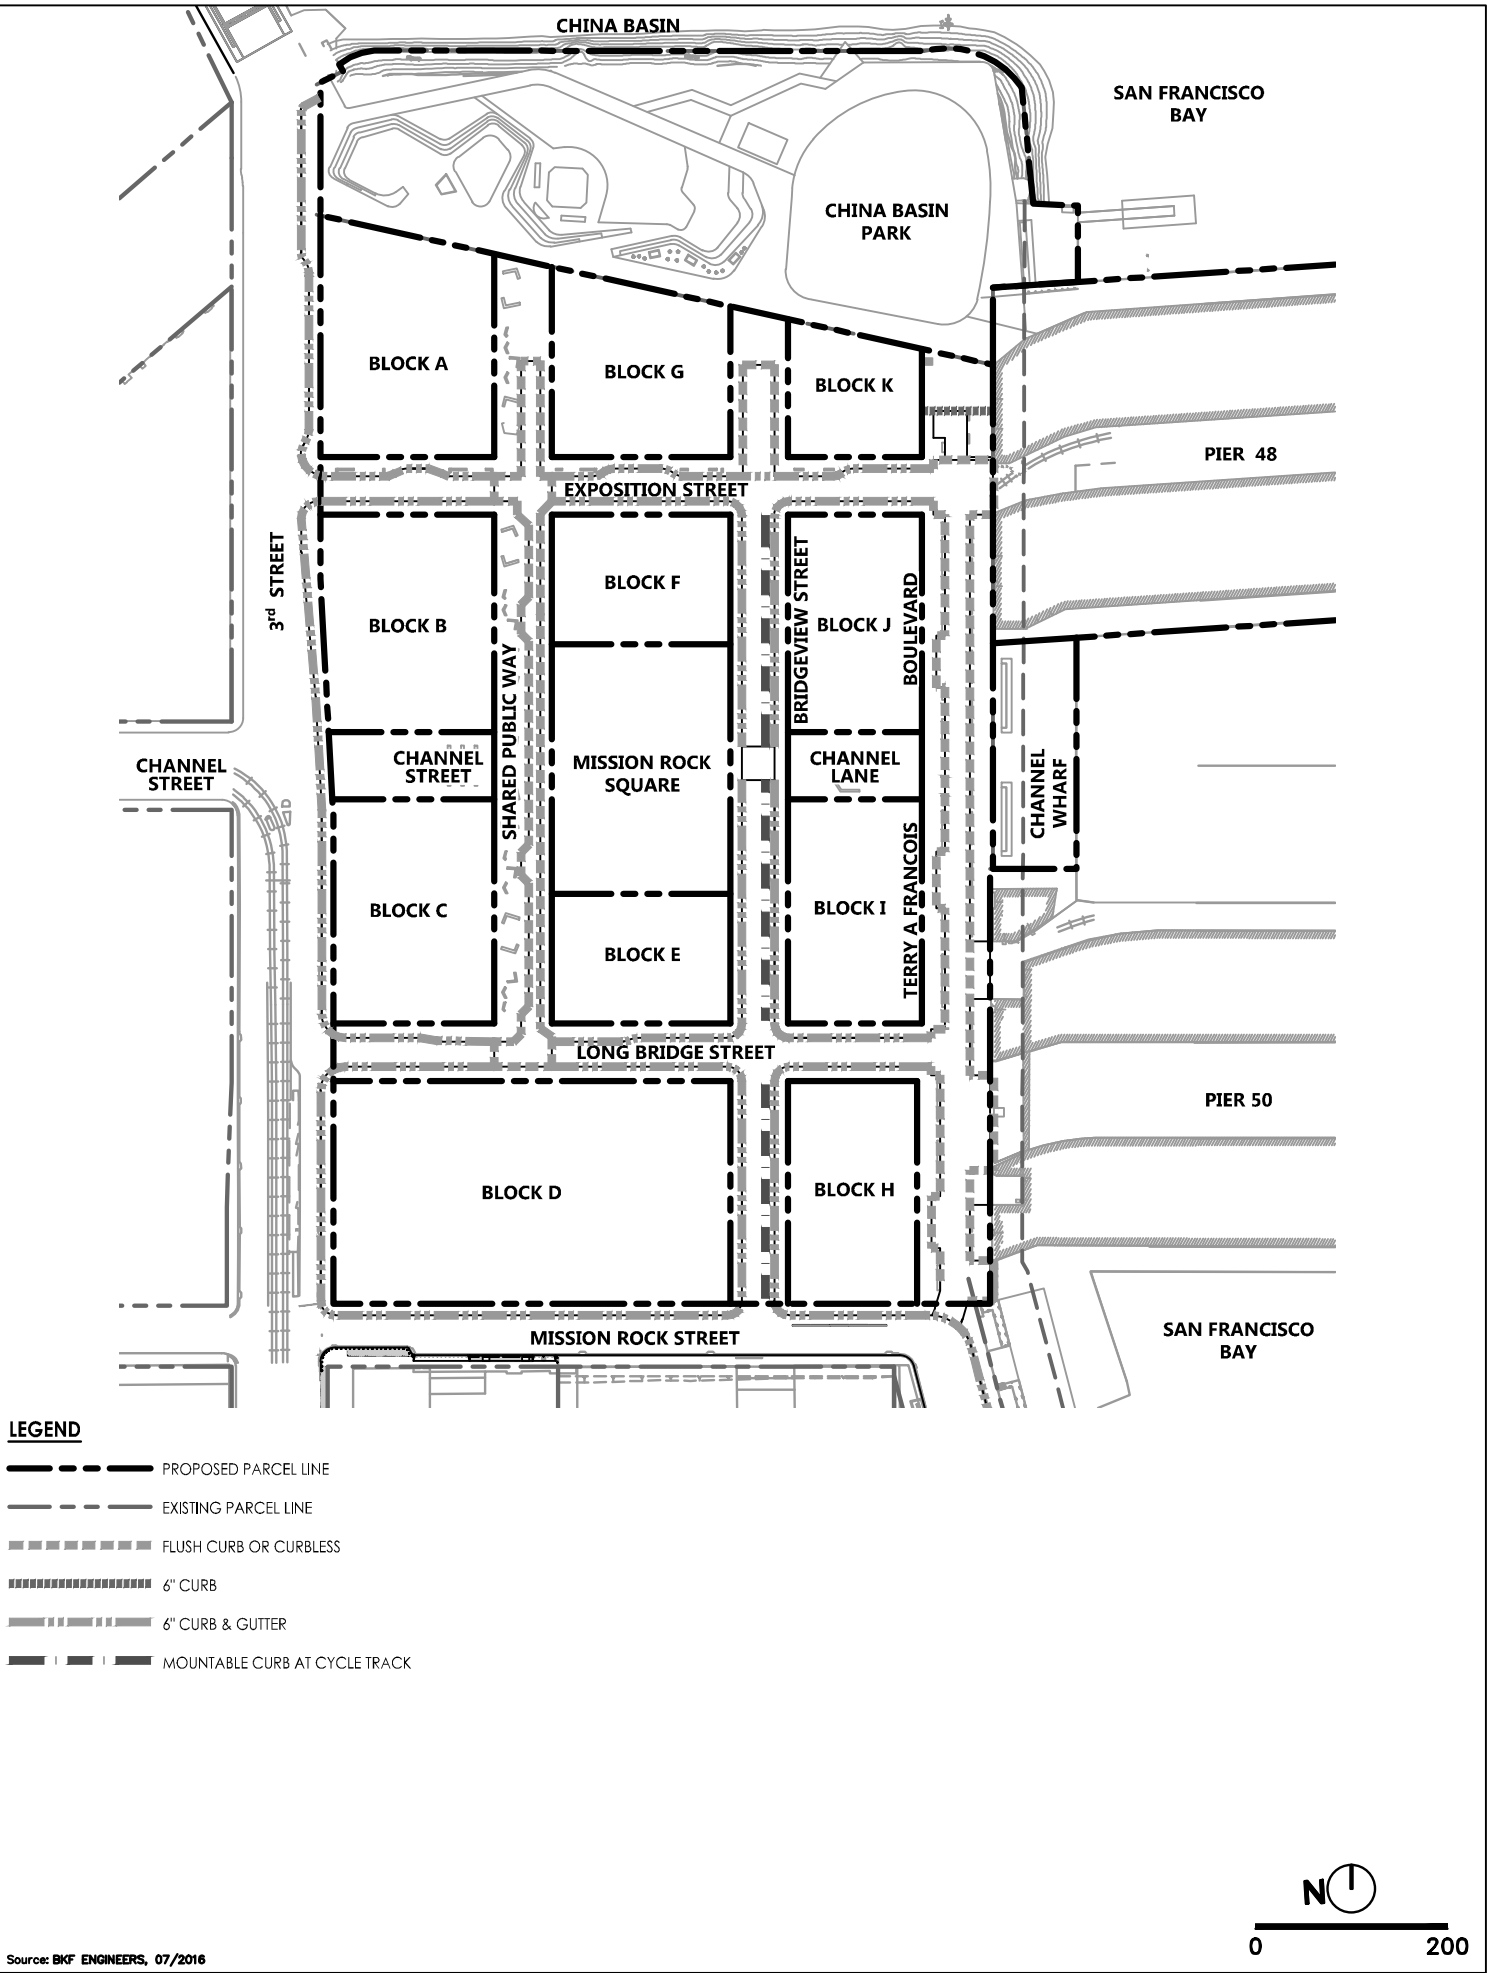 CHINA BASIN
SAN FRANCISCO
BAY
CHINA BASIN
PARK
BLOCK A
BLOCK G
BLOCK K
PIER 48
EXPOSITION STREET
3rd STREET
BLOCK F
BLOCK B
BLOCK J
BRIDGEVIEW STREET
BOULEVARD
SHARED PUBLIC WAY
CHANNEL
STREET
CHANNEL
STREET
MISSION ROCK
SQUARE
CHANNEL
LANE
CHANNEL
WHARF
BLOCK C
BLOCK I
TERRY A FRANCOIS
BLOCK E
LONG BRIDGE STREET
PIER 50
BLOCK D
BLOCK H
MISSION ROCK STREET
SAN FRANCISCO
BAY
LEGEND
PROPOSED PARCEL LINE
EXISTING PARCEL LINE
FLUSH CURB OR CURBLESS
6" CURB
6" CURB & GUTTER
MOUNTABLE CURB AT CYCLE TRACK
N
0 200
Source: BKF ENGINEERS, 07/2016